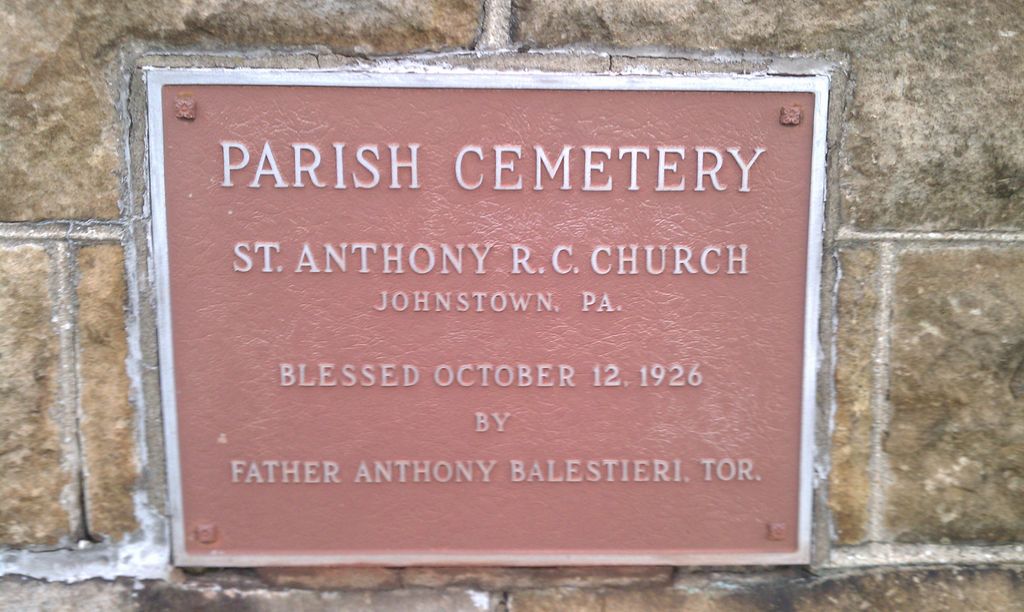 PARISH CEMETERY
ST. ANTHONY R.C. CHURCH
JOHNSTOWN, PA.
BLESSED OCTOBER 12, 1926
BY
FATHER ANTHONY BALESTIERI, TOR.